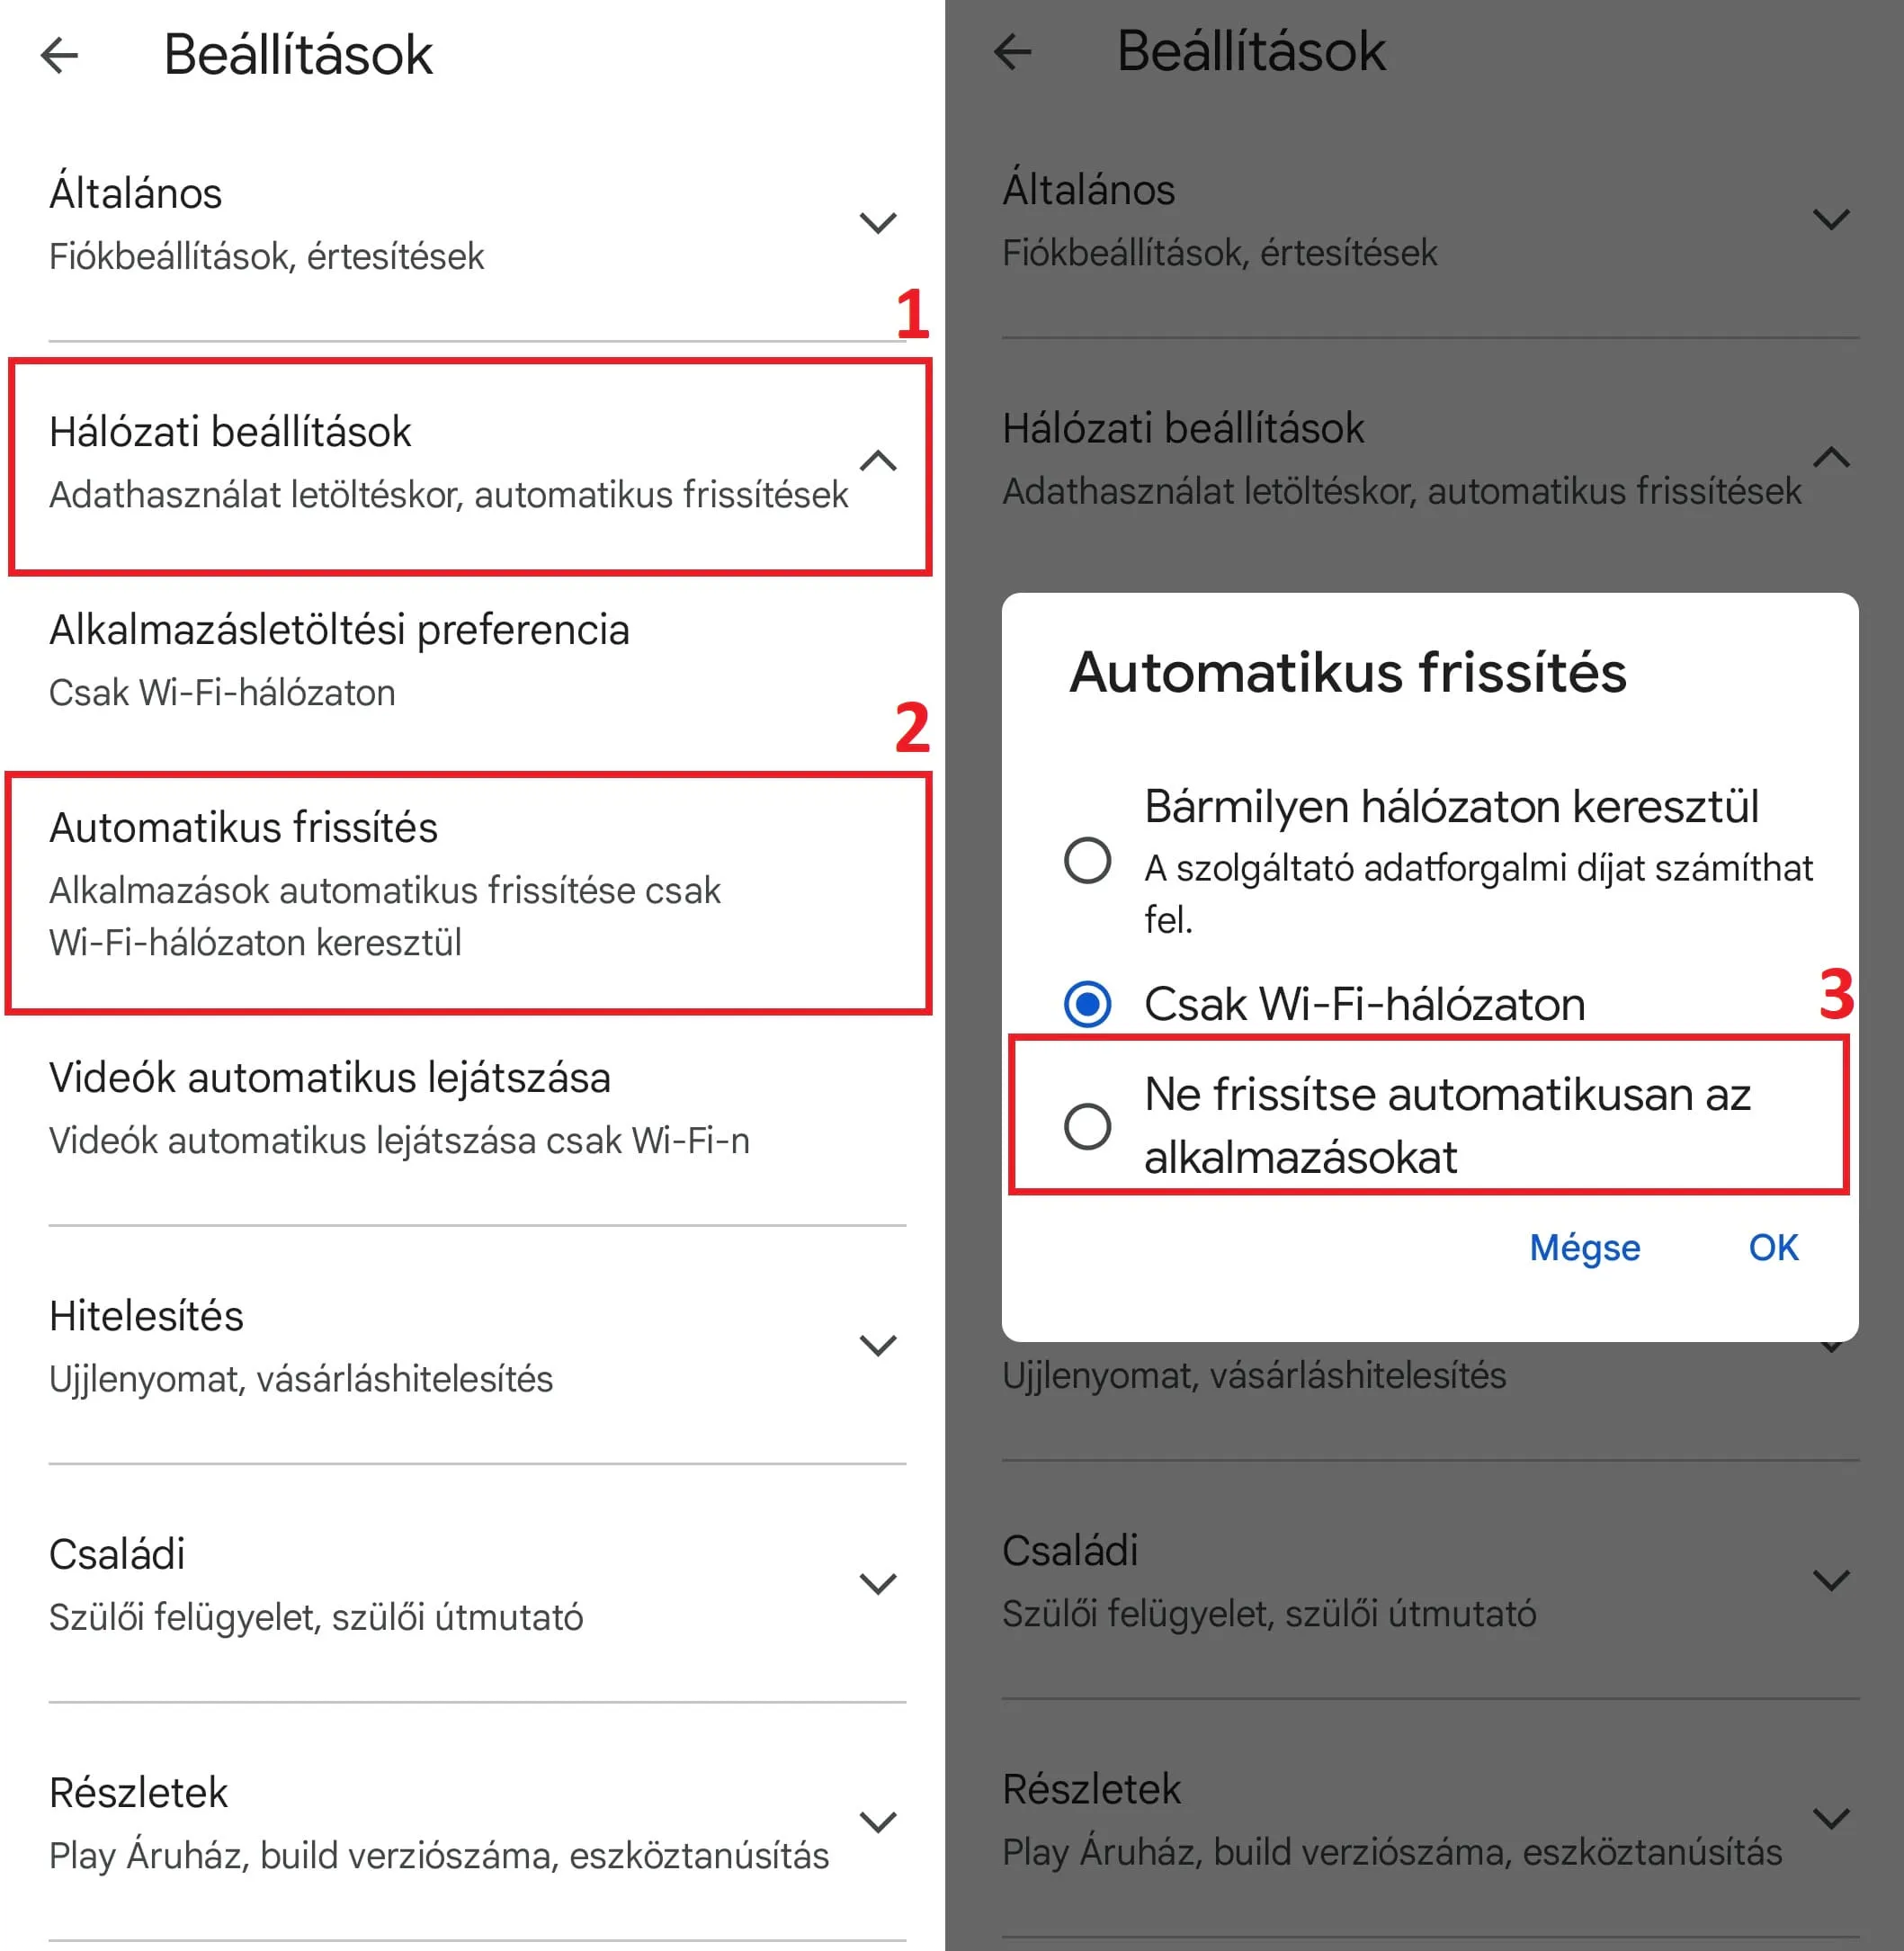 Beállítások
Általános
Fiókbeállítások, értesítések
1
Hálózati beállítások
Adathasználat letöltéskor, automatikus frissítések
Alkalmazásletöltési preferencia
Csak Wi-Fi-hálózaton
2
Automatikus frissítés
Alkalmazások automatikus frissítése csak
Wi-Fi-hálózaton keresztül
Videók automatikus lejátszása
Videók automatikus lejátszása csak Wi-Fi-n
Hitelesítés
Ujjlenyomat, vásárláshitelesítés
Családi
Szülői felügyelet, szülői útmutató
Részletek
Play Áruház, build verziószáma, eszköztanúsítás
Beállítások
Általános
Fiókbeállítások, értesítések
Hálózati beállítások
Adathasználat letöltéskor, automatikus frissítések
Automatikus frissítés
Bármilyen hálózaton keresztül
A szolgáltató adatforgalmi díjat számíthat
fel.
Csak Wi-Fi-hálózaton
3
Ne frissítse automatikusan az
alkalmazásokat
Mégse OK
Ujjlenyomat, vásárláshitelesítés
Családi
Szülői felügyelet, szülői útmutató
Részletek
Play Áruház, build verziószáma, eszköztanúsítás